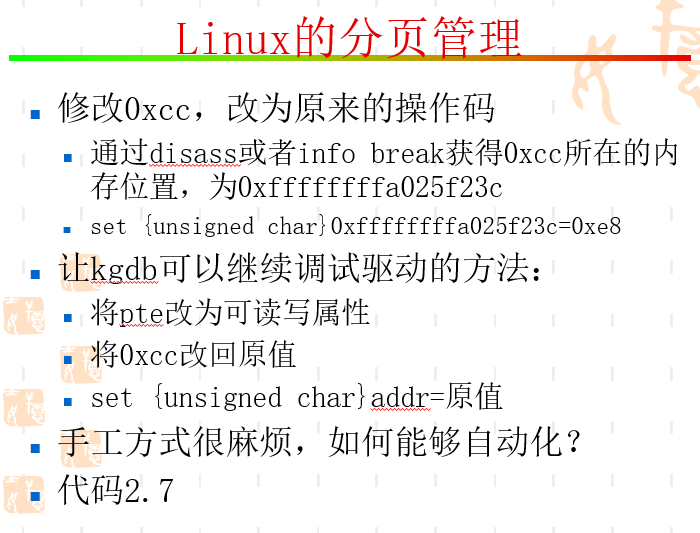 Linux的分页管理
修改0xcc，改为原来的操作码
通过disass或者info break获得0xcc所在的内
存位置，为0xffffffffa025f23c
set {unsigned char}0xffffffffa025f23c=0xe8
让kgdb可以继续调试驱动的方法：
将pte改为可读写属性
将0xcc改回原值
set {unsigned char}addr=原值
手工方式很麻烦，如何能够自动化？
代码2.7